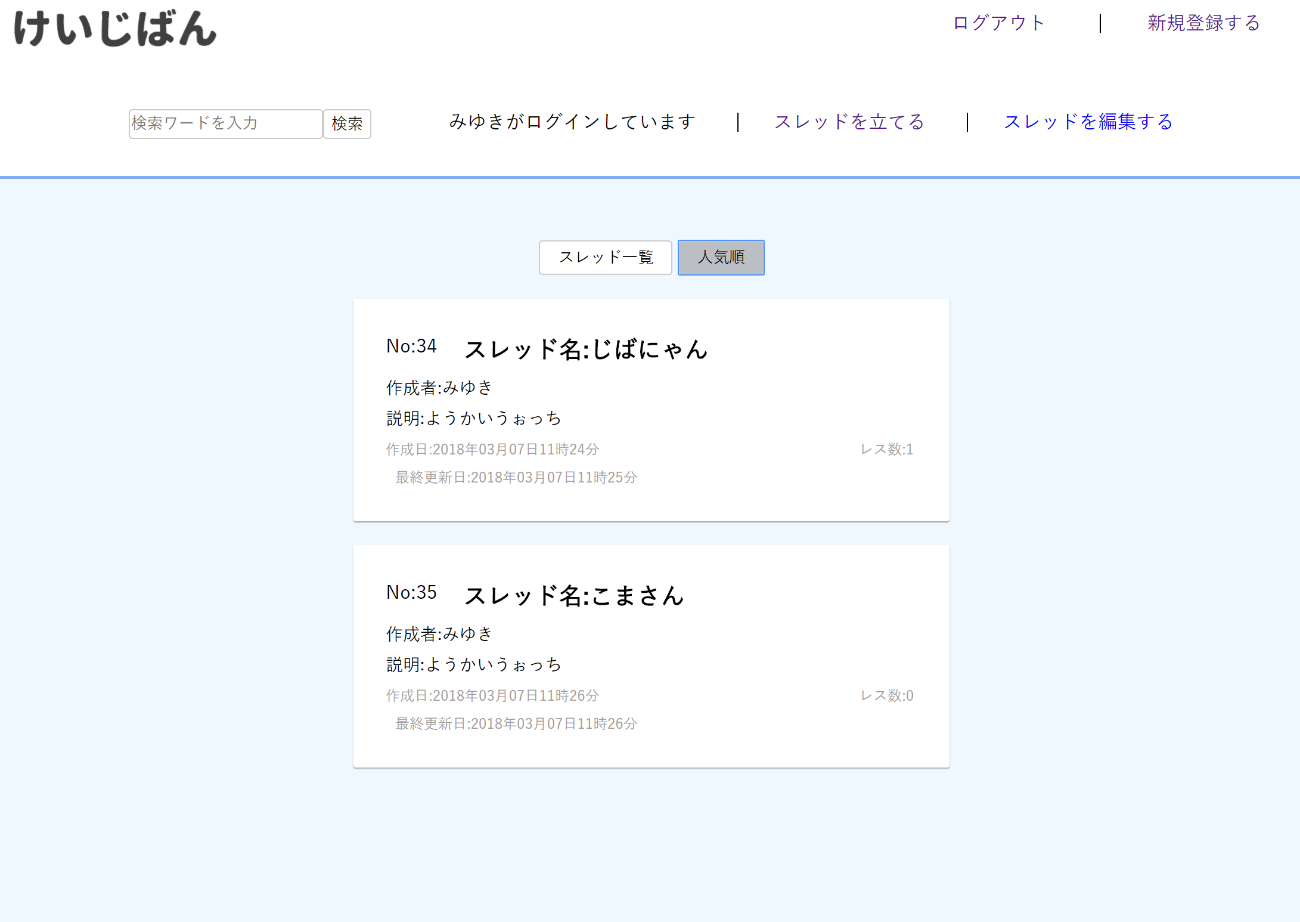 けいじばん
ログアウト | 新規登録する
検索ワードを入力 検索 みゆきがログインしています | スレッドを立てる | スレッドを編集する
スレッド一覧 人気順
No:34 スレッド名:じばにゃん
作成者:みゆき
説明:ようかいうぉっち
作成日:2018年03月07日11時24分 レス数:1
最終更新日:2018年03月07日11時25分
No:35 スレッド名:こまさん
作成者:みゆき
説明:ようかいうぉっち
作成日:2018年03月07日11時26分 レス数:0
最終更新日:2018年03月07日11時26分